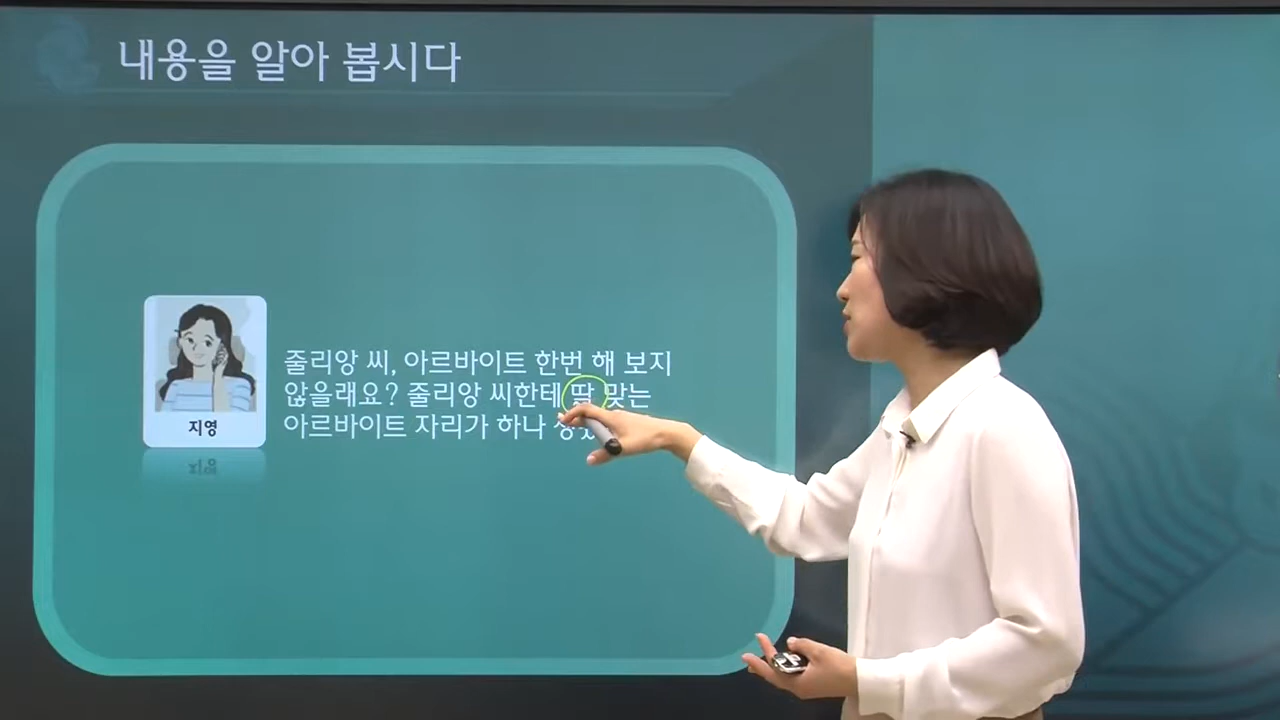 내용을 알아 봅시다
줄리앙 씨, 아르바이트 한번 해 보지
않을래요? 줄리앙 씨한테 딱 맞는
아르바이트 자리가 하나
지영